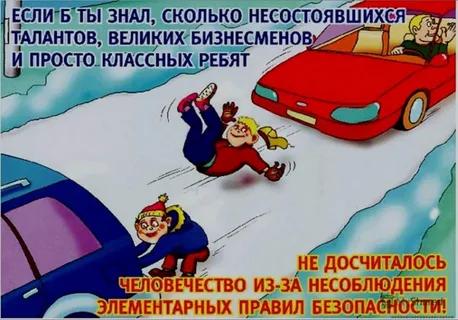 ЕСЛИ Б ТЫ ЗНАЛ, СКОЛЬКО НЕСОСТОЯВШИХСЯ
ТАЛАНТОВ, ВЕЛИКИХ БИЗНЕСМЕНОВ
И ПРОСТО КЛАССНЫХ РЕБЯТ
НЕ ДОСЧИТАЛОСЬ
ЧЕЛОВЕЧЕСТВО ИЗ-ЗА НЕСОБЛЮДЕНИЯ
ЭЛЕМЕНТАРНЫХ ПРАВИЛ БЕЗОПАСНОСТИ!